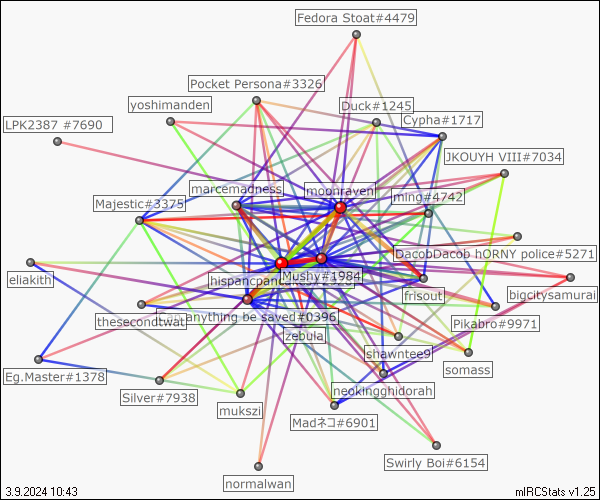 Fedora Stoat#4479
Pocket Persona#3326
yoshimanden
Duck#1245
Cypha#1717
LPK2387 #7690
JKOUYH VIII#7034
marcemadness
moonraven
ming#4742
Majestic#3375
DacobDacob hORNY police#5271
eliakith
hispancpan
Mushy#1984
frisout
bigcitysamurai
thesecondtwat
anything be saved#0396
Pikabro#9971
zebula
shawntee9
somass
Eg.Master#1378
Silver#7938
neokingghidorah
mukszi
Madネコ#6901
Swirly Boi#6154
normalwan
3.9.2024 10:43
mIRCStats v1.25